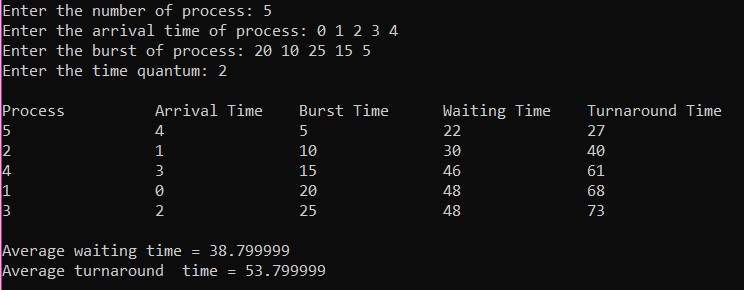 Enter the number of process: 5
Enter the arrival time of process: 0 1 2 3 4
Enter the burst of process: 20 10 25 15 5
Enter the time quantum: 2
Process Arrival Time Burst Time Waiting Time Turnaround Time
5 4 5 22 27
2 1 10 30 40
4 3 15 46 61
1 0 20 48 68
3 2 25 48 73
Average waiting time = 38.799999
Average turnaround  time = 53.799999